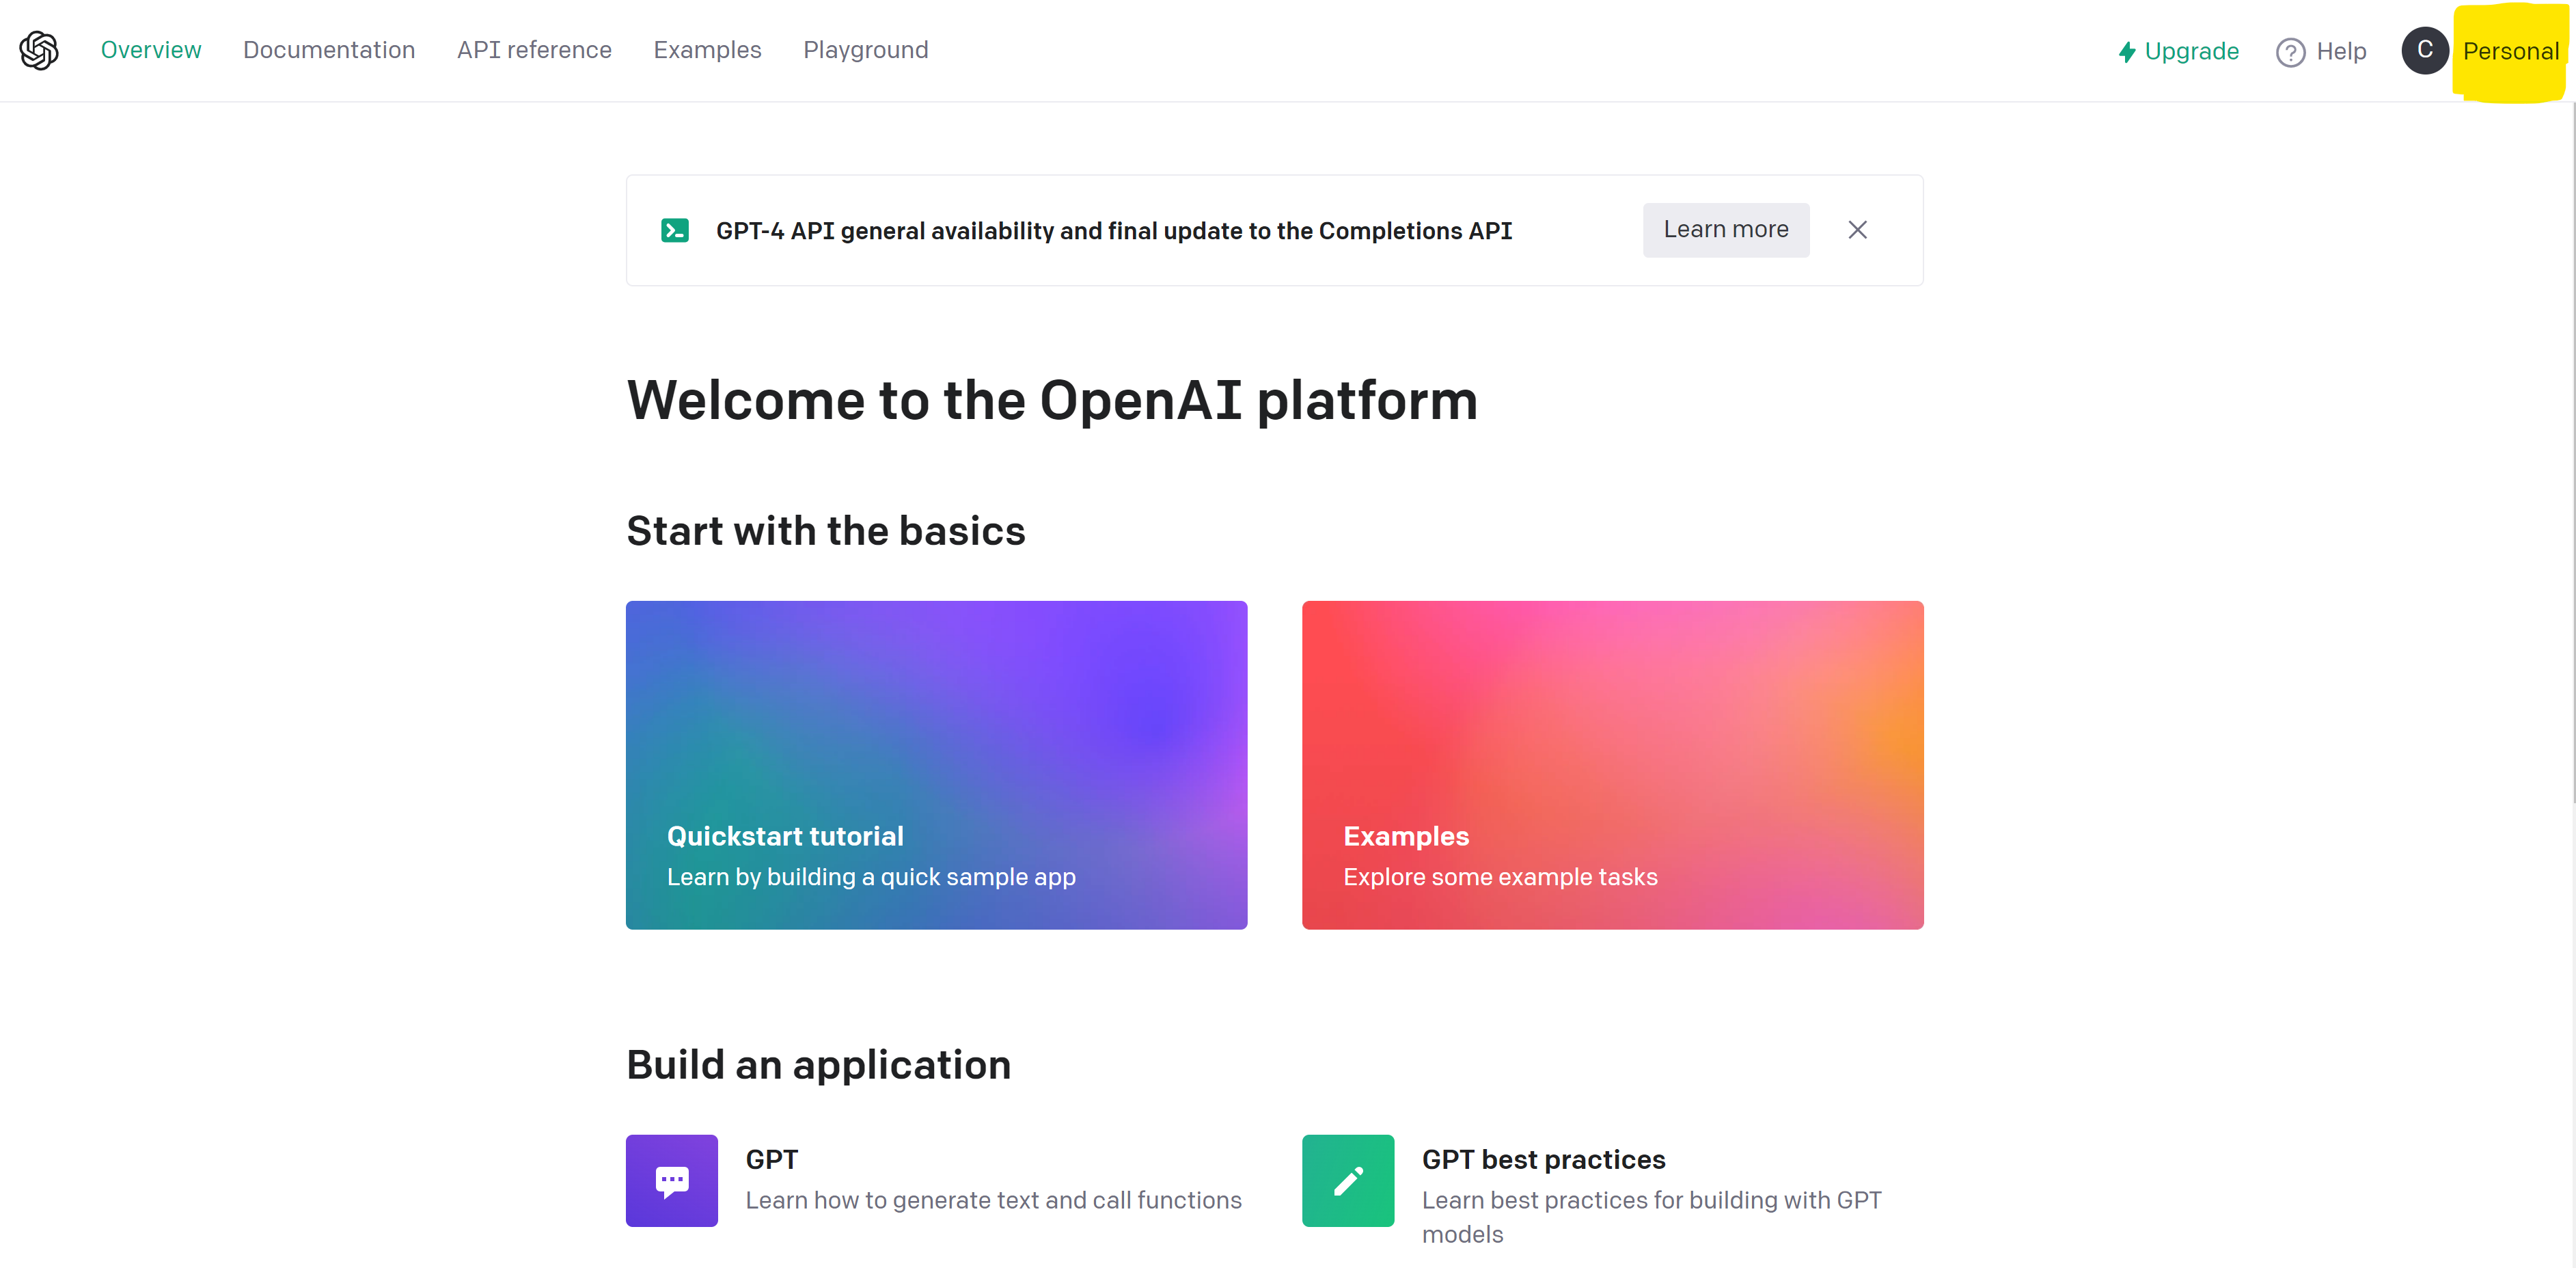 Overview Documentation API reference Examples Playground Upgrade Help C Personal
GPT-4 API general availability and final update to the Completions API Learn more
Welcome to the OpenAI platform
Start with the basics
Quickstart tutorial
Learn by building a quick sample app
Examples
Explore some example tasks
Build an application
GPT
Learn how to generate text and call functions
GPT best practices
Learn best practices for building with GPT
models